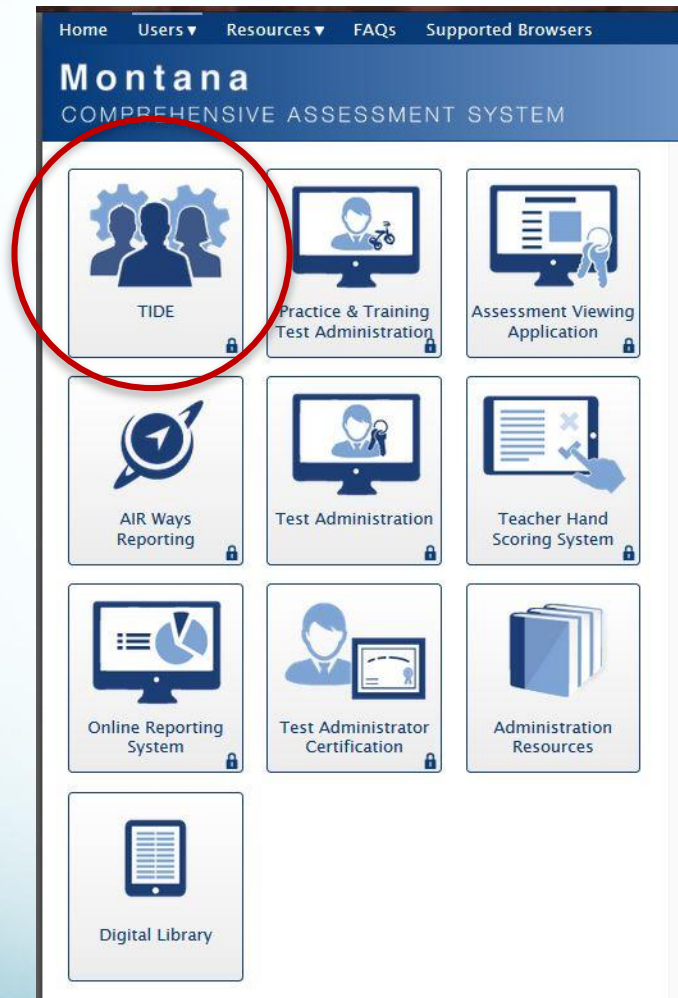 Home Users ▾ Resources ▾ FAQs Supported Browsers
Montana
COMPREHENSIVE ASSESSMENT SYSTEM
TIDE
Practice & Training
Test Administration
Assessment Viewing
Application
AIR Ways
Reporting
Test Administration
Teacher Hand
Scoring System
Online Reporting
System
Test Administrator
Certification
Administration
Resources
Digital Library